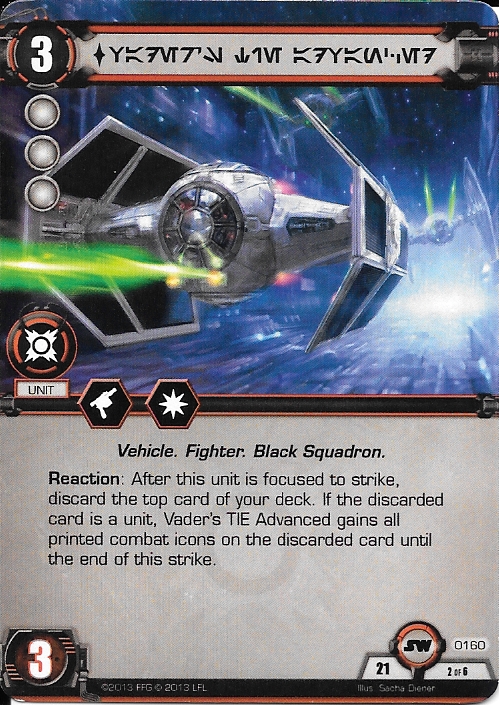 3
UNIT
Vehicle. Fighter. Black Squadron.
Reaction: After this unit is focused to strike,
discard the top card of your deck. If the discarded
card is a unit, Vader's TIE Advanced gains all
printed combat icons on the discarded card until
the end of this strike.
3
SW
0160
21
2 OF 6
©2013 FFG © 2013 LFL
Illus. Sacha Diener